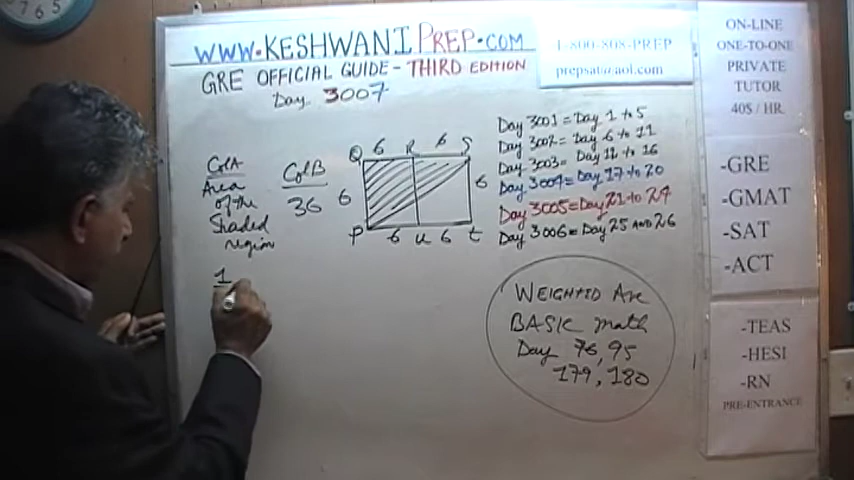 7 6 5
WWW.KESHWANIPREP.COM
1-800-808-PREP
prepsat@aol.com
GRE OFFICIAL GUIDE - THIRD EDITION
Day 3007
Day 3001 = Day 1 to 5
Day 3002 = Day 6 to 11
Day 3003 = Day 12 to 16
Day 3004 = Day 17 to 20
Day 3005 = Day 21 to 24
Day 3006 = Day 25 AND 26
Col A
Area
of the
Shaded
region
Col B
36
Q 6 R 6 S
6 6
P 6 u 6 t
1
WEIGHTED Ave
BASIC math
Day 76, 95
179, 180
ON-LINE
ONE-TO-ONE
PRIVATE
TUTOR
40$ / HR
-GRE
-GMAT
-SAT
-ACT
-TEAS
-HESI
-RN
PRE-ENTRANCE